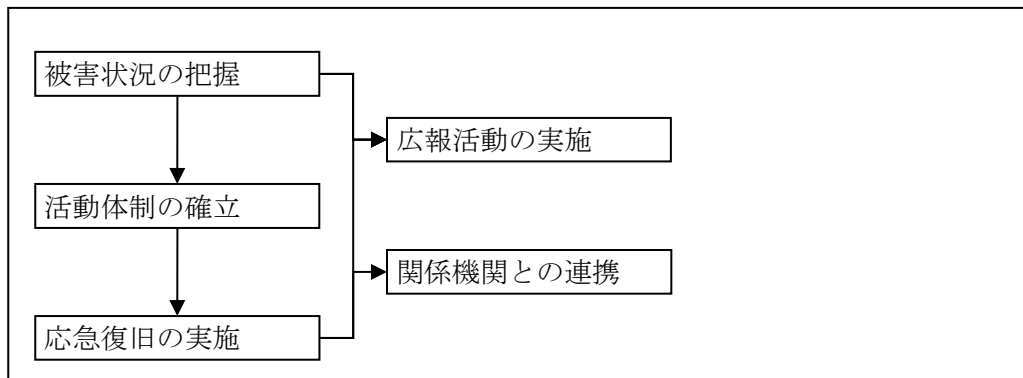 被害状況の把握
広報活動の実施
活動体制の確立
関係機関との連携
応急復旧の実施